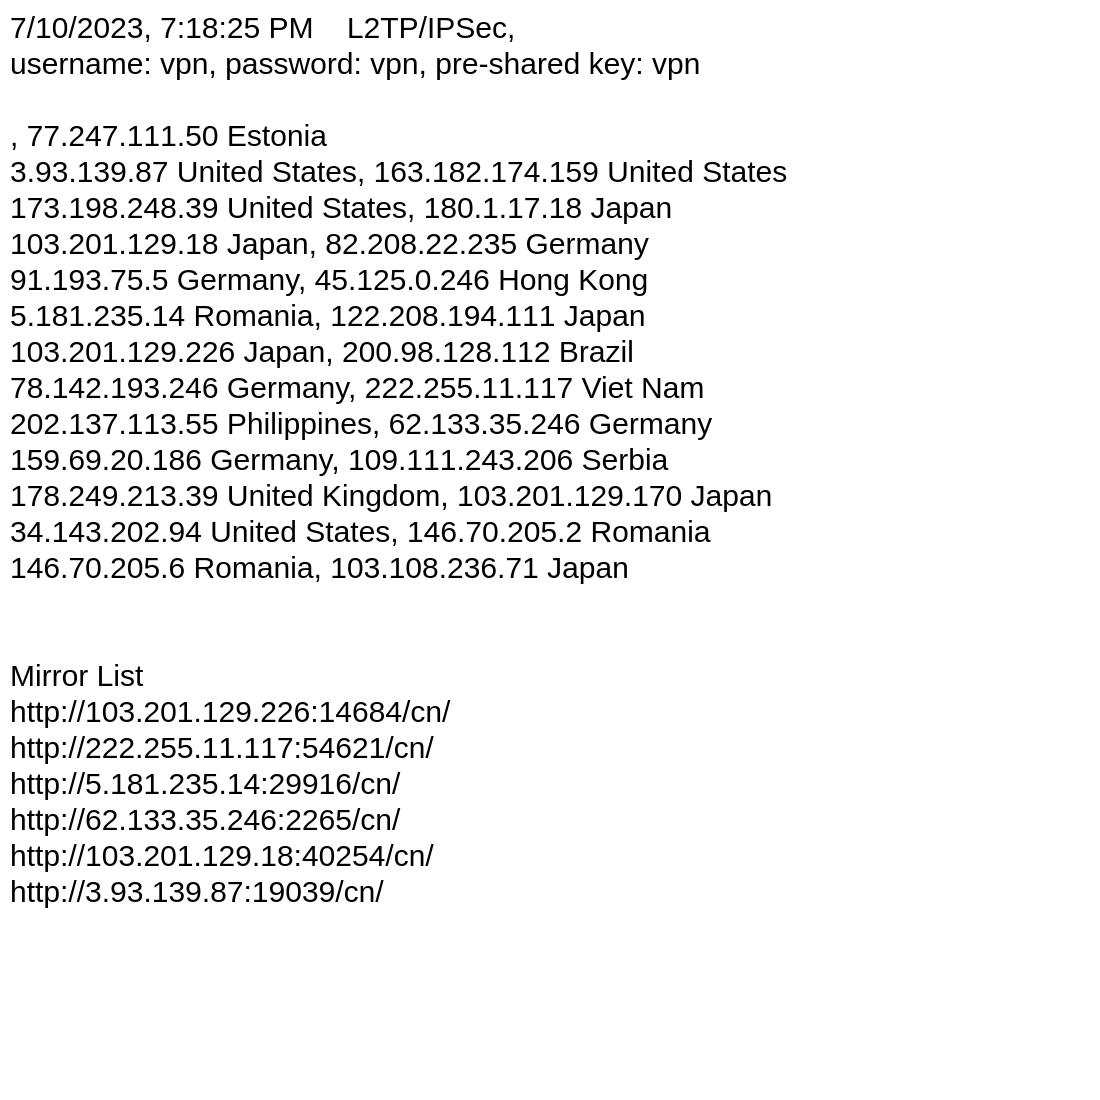 7/10/2023, 7:18:25 PM    L2TP/IPSec,
username: vpn, password: vpn, pre-shared key: vpn
, 77.247.111.50 Estonia
3.93.139.87 United States, 163.182.174.159 United States
173.198.248.39 United States, 180.1.17.18 Japan
103.201.129.18 Japan, 82.208.22.235 Germany
91.193.75.5 Germany, 45.125.0.246 Hong Kong
5.181.235.14 Romania, 122.208.194.111 Japan
103.201.129.226 Japan, 200.98.128.112 Brazil
78.142.193.246 Germany, 222.255.11.117 Viet Nam
202.137.113.55 Philippines, 62.133.35.246 Germany
159.69.20.186 Germany, 109.111.243.206 Serbia
178.249.213.39 United Kingdom, 103.201.129.170 Japan
34.143.202.94 United States, 146.70.205.2 Romania
146.70.205.6 Romania, 103.108.236.71 Japan
Mirror List
http://103.201.129.226:14684/cn/
http://222.255.11.117:54621/cn/
http://5.181.235.14:29916/cn/
http://62.133.35.246:2265/cn/
http://103.201.129.18:40254/cn/
http://3.93.139.87:19039/cn/